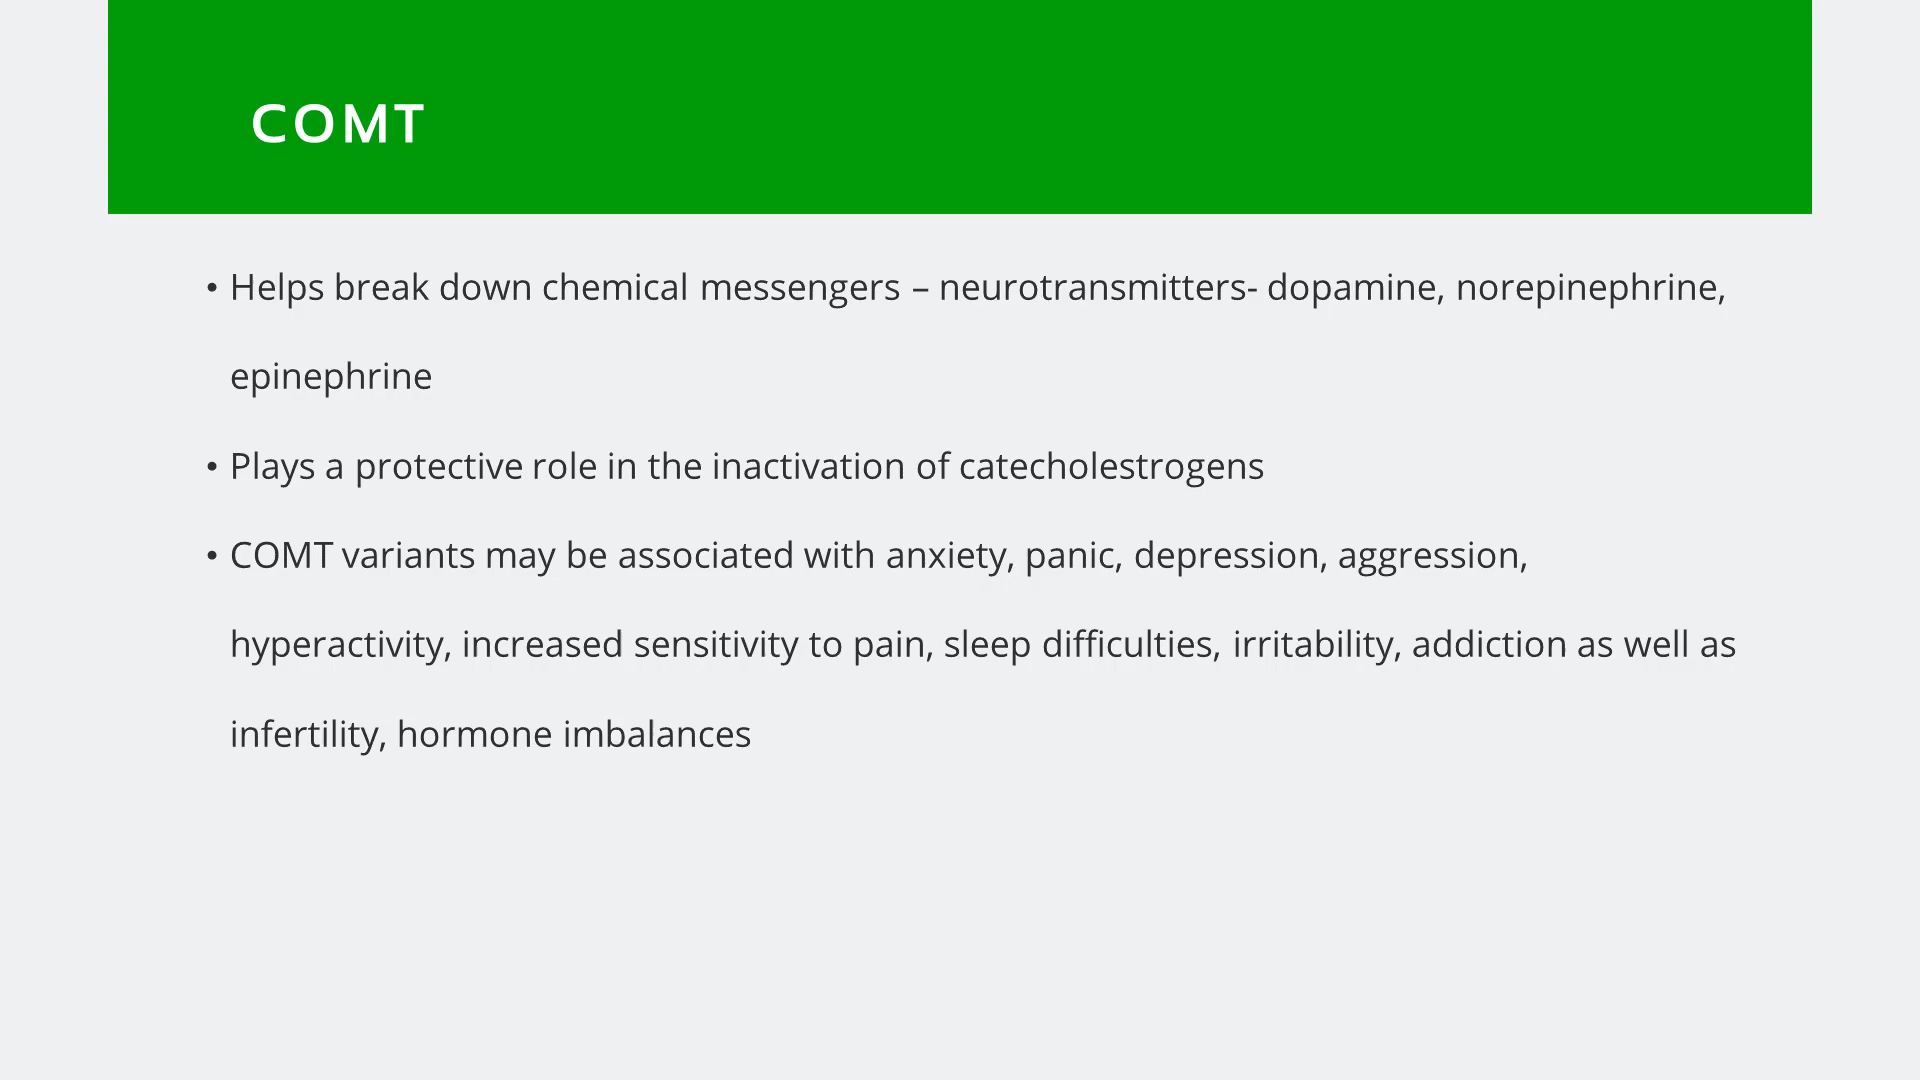 COMT
• Helps break down chemical messengers – neurotransmitters- dopamine, norepinephrine,
epinephrine
• Plays a protective role in the inactivation of catecholestrogens
• COMT variants may be associated with anxiety, panic, depression, aggression,
hyperactivity, increased sensitivity to pain, sleep difficulties, irritability, addiction as well as
infertility, hormone imbalances